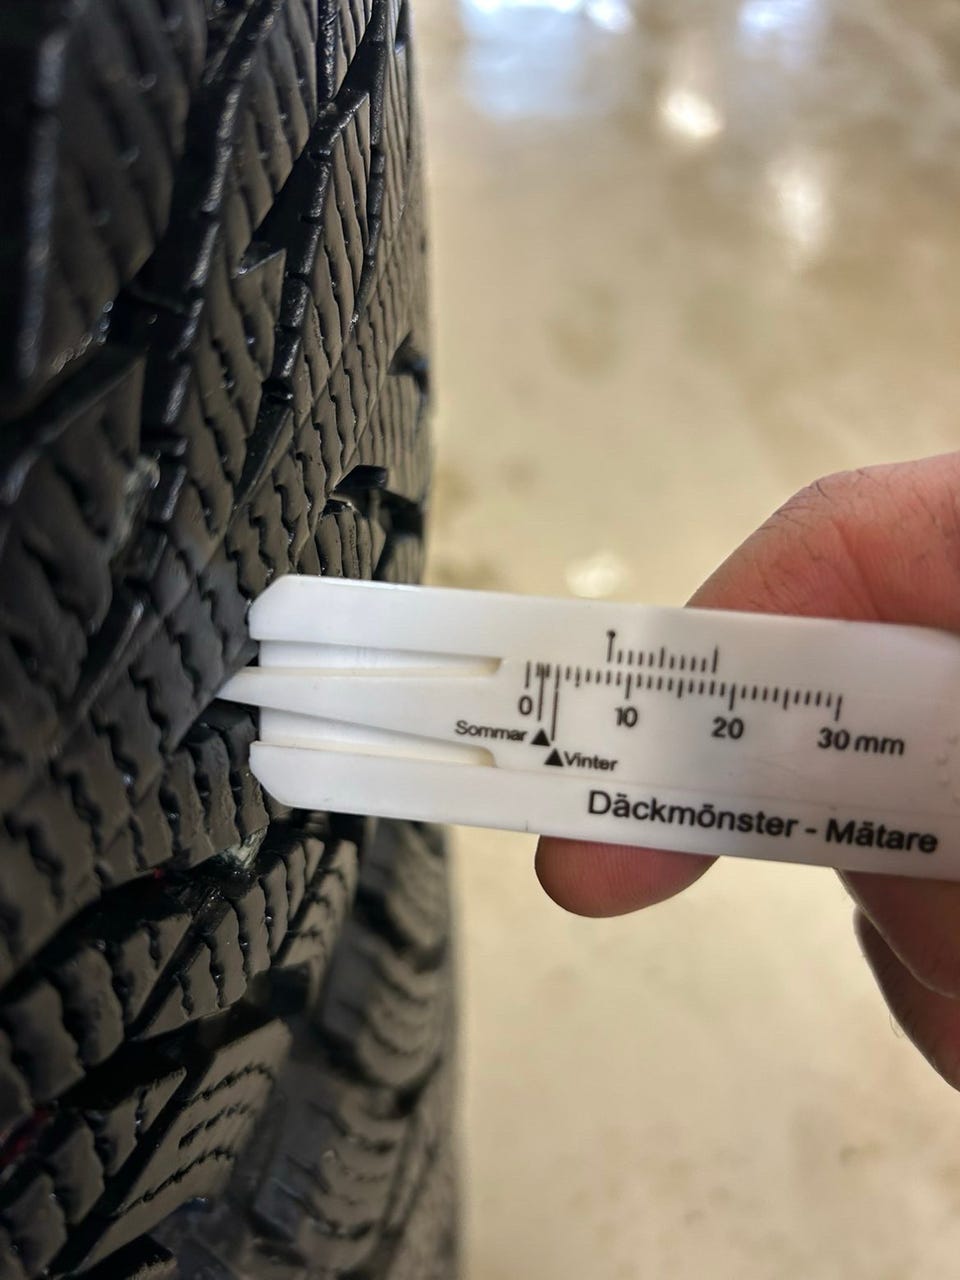 0 10 20 30 mm
Sommar ▲
▲ Vinter
Däckmönster - Mätare